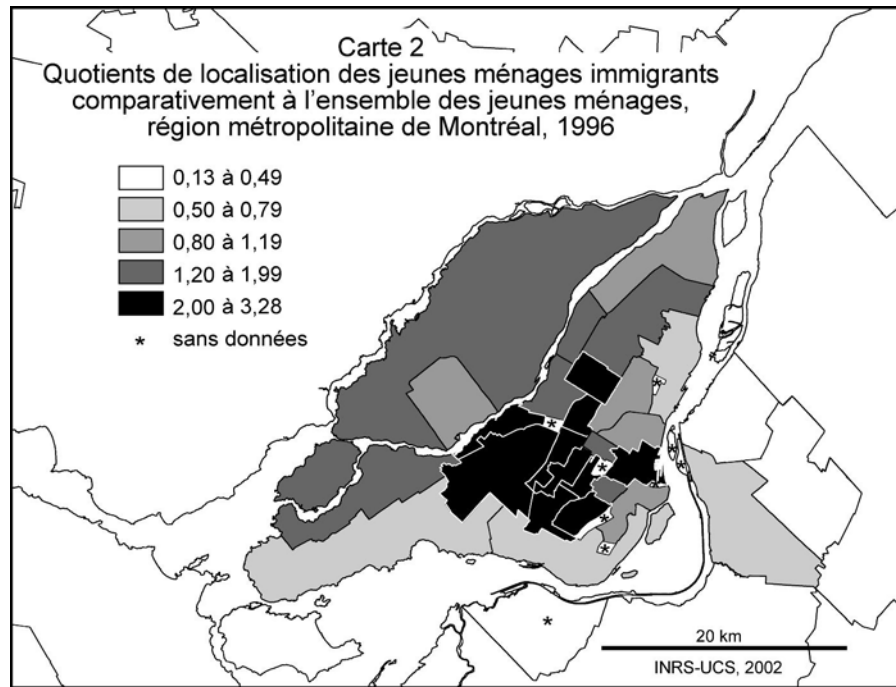 Carte 2
Quotients de localisation des jeunes ménages immigrants
comparativement à l'ensemble des jeunes ménages,
région métropolitaine de Montréal, 1996
0,13 à 0,49
0,50 à 0,79
0,80 à 1,19
1,20 à 1,99
2,00 à 3,28
* sans données
20 km
INRS-UCS, 2002